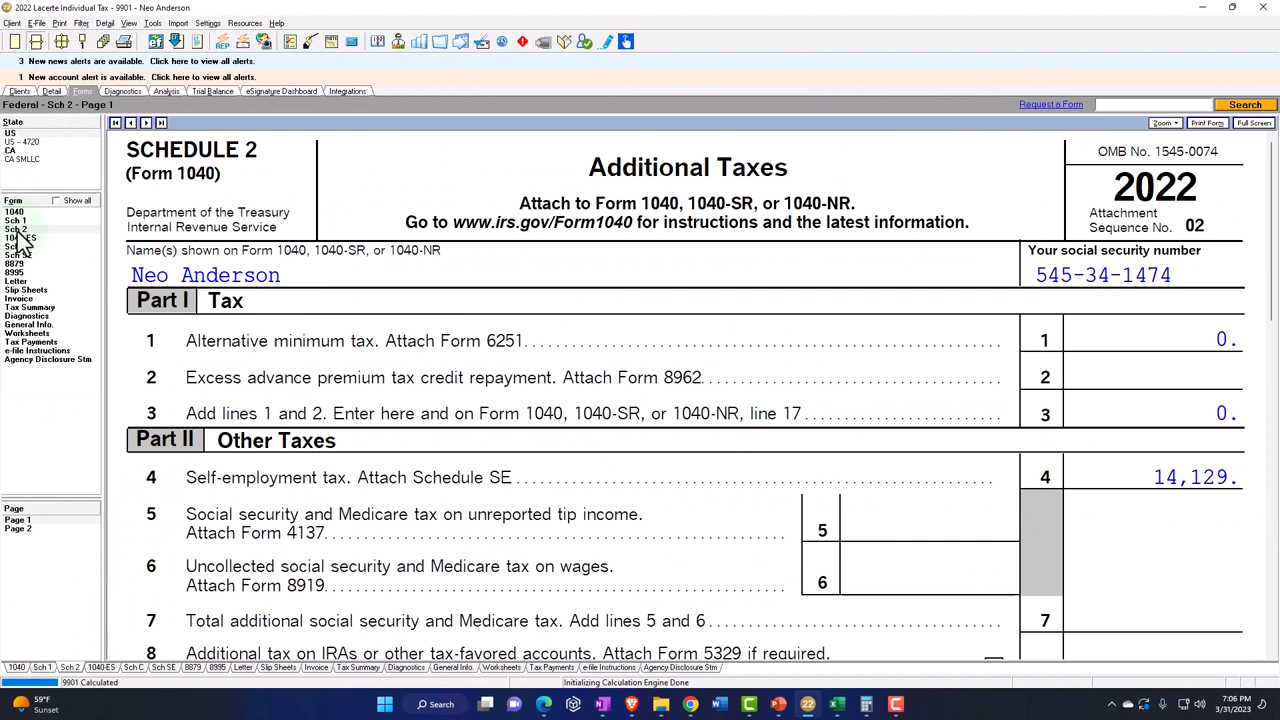 2022 Lacerte Individual Tax - 9901 - Neo Anderson
Client E-File Print Filter Detail View Tools Import Settings Resources Help
3 New news alerts are available. Click here to view all alerts.
1 New account alert is available. Click here to view all alerts.
Clients Detail Forms Diagnostics Analysis Trial Balance eSignature Dashboard Integrations
Federal - Sch 2 - Page 1 Request a Form Search
State
US
US - 4720
CA
CA SMLLC
Zoom Print Form Full Screen
Form Show all
1040
Sch 1
Sch 2
8879
8995
Letter
Slip Sheets
Invoice
Tax Summary
Diagnostics
General Info.
Worksheets
Tax Payments
e-file Instructions
Agency Disclosure Stm
Page
Page 1
Page 2
SCHEDULE 2
(Form 1040)
Department of the Treasury
Internal Revenue Service
Additional Taxes
Attach to Form 1040, 1040-SR, or 1040-NR.
Go to www.irs.gov/Form1040 for instructions and the latest information.
OMB No. 1545-0074
2022
Attachment
Sequence No. 02
Name(s) shown on Form 1040, 1040-SR, or 1040-NR Your social security number
Neo Anderson 545-34-1474
Part I Tax
1 Alternative minimum tax. Attach Form 6251 1 0.
2 Excess advance premium tax credit repayment. Attach Form 8962 2
3 Add lines 1 and 2. Enter here and on Form 1040, 1040-SR, or 1040-NR, line 17 3 0.
Part II Other Taxes
4 Self-employment tax. Attach Schedule SE 4 14,129.
5 Social security and Medicare tax on unreported tip income.
Attach Form 4137 5
6 Uncollected social security and Medicare tax on wages.
Attach Form 8919 6
7 Total additional social security and Medicare tax. Add lines 5 and 6 7
8 Additional tax on IRAs or other tax-favored accounts. Attach Form 5329 if required.
1040 Sch 1 Sch 2 1040-ES Sch C Sch SE 8879 8995 Letter Slip Sheets Invoice Tax Summary Diagnostics General Info. Worksheets Tax Payments e-file Instructions Agency Disclosure Stm
9901 Calculated Initializing Calculation Engine Done
59°F
Sunset
Search
7:06 PM
3/31/2023